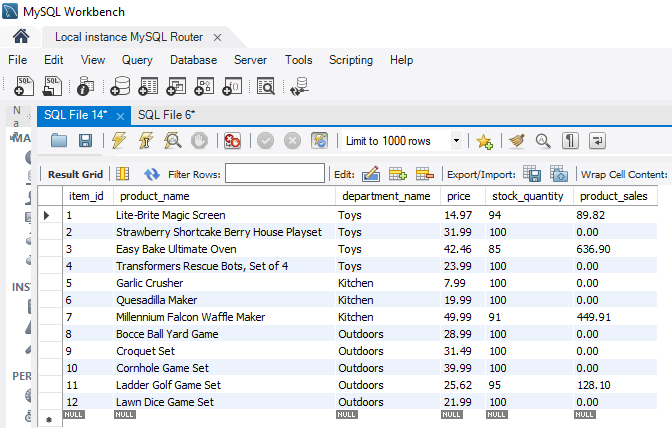 MySQL Workbench
Local instance MySQL Router
File Edit View Query Database Server Tools Scripting Help
SQL SQL
Na
SQL File 14* SQL File 6*
MA
Limit to 1000 rows
Result Grid Filter Rows: Edit: Export/Import: Wrap Cell Content:
item_id product_name department_name price stock_quantity product_sales
1 Lite-Brite Magic Screen Toys 14.97 94 89.82
2 Strawberry Shortcake Berry House Playset Toys 31.99 100 0.00
3 Easy Bake Ultimate Oven Toys 42.46 85 636.90
4 Transformers Rescue Bots, Set of 4 Toys 23.99 100 0.00
5 Garlic Crusher Kitchen 7.99 100 0.00
INS
6 Quesadilla Maker Kitchen 19.99 100 0.00
7 Millennium Falcon Waffle Maker Kitchen 49.99 91 449.91
8 Bocce Ball Yard Game Outdoors 28.99 100 0.00
9 Croquet Set Outdoors 31.49 100 0.00
10 Cornhole Game Set Outdoors 39.99 100 0.00
PER
11 Ladder Golf Game Set Outdoors 25.62 95 128.10
12 Lawn Dice Game Set Outdoors 21.99 100 0.00
NULL NULL NULL NULL NULL NULL